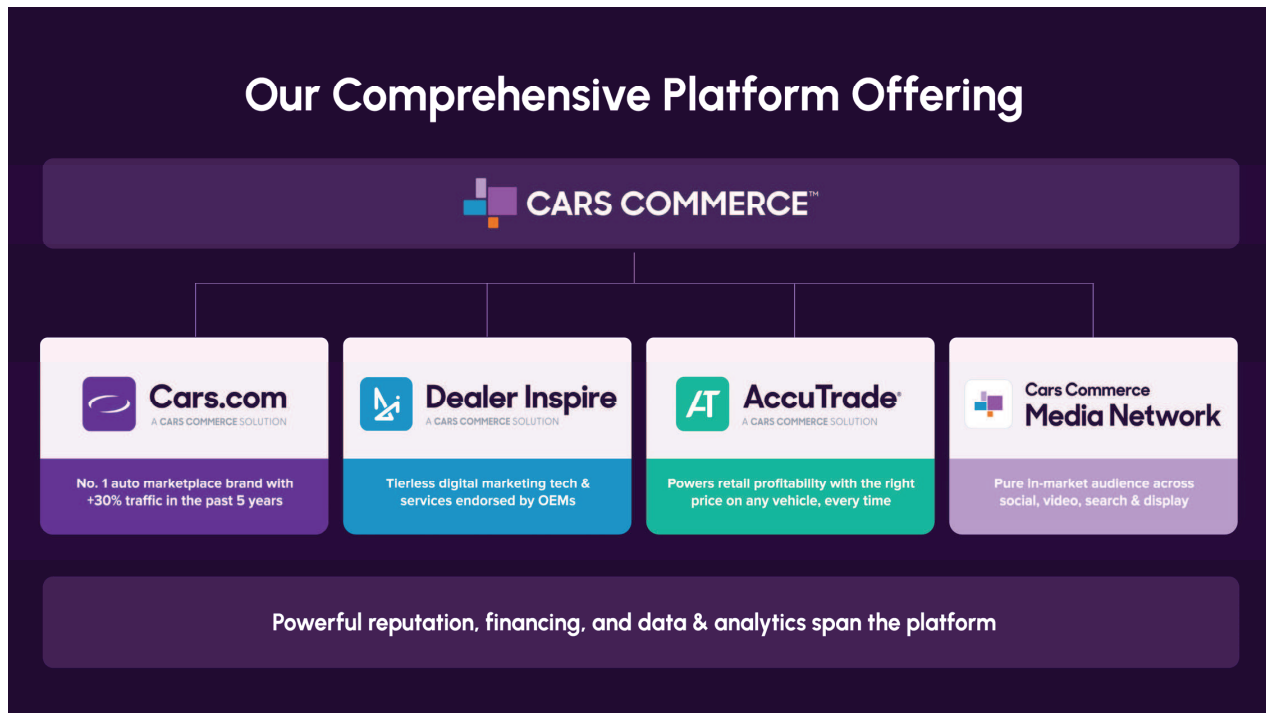 Our Comprehensive Platform Offering
CARS COMMERCE™
Cars.com
A CARS COMMERCE SOLUTION
No. 1 auto marketplace brand with
+30% traffic in the past 5 years
Dealer Inspire
A CARS COMMERCE SOLUTION
Tierless digital marketing tech &
services endorsed by OEMs
AT
AccuTrade®
A CARS COMMERCE SOLUTION
Powers retail profitability with the right
price on any vehicle, every time
Cars Commerce
Media Network
Pure in-market audience across
social, video, search & display
Powerful reputation, financing, and data & analytics span the platform